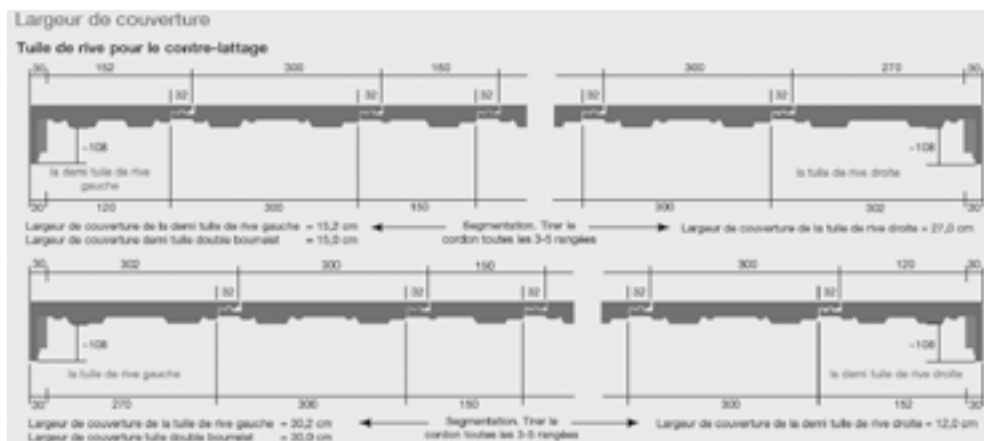 Largeur de couverture
Tuile de rive pour le contre-lattage
30 152 300 150 300 270 30
32 32 32 32 32
~108 ~108
la demi tuile de rive gauche
la tuile de rive droite
30 120 300 150 300 302 30
Largeur de couverture de la demi tuile de rive gauche = 15,2 cm
Largeur de couverture demi tuile double bourrelet = 15,0 cm
Segmentation. Tirer le
cordon toutes les 3-5 rangées
Largeur de couverture de la tuile de rive droite = 27,0 cm
30 302 300 150 300 120 30
32 32 32 32 32
~108 ~108
la tuile de rive gauche
la demi tuile de rive droite
30 270 300 150 300 152 30
Largeur de couverture de la tuile de rive gauche = 30,2 cm
Largeur de couverture tuile double bourrelet = 30,0 cm
Segmentation. Tirer le
cordon toutes les 3-5 rangées
Largeur de couverture de la demi tuile de rive droite = 12,0 cm